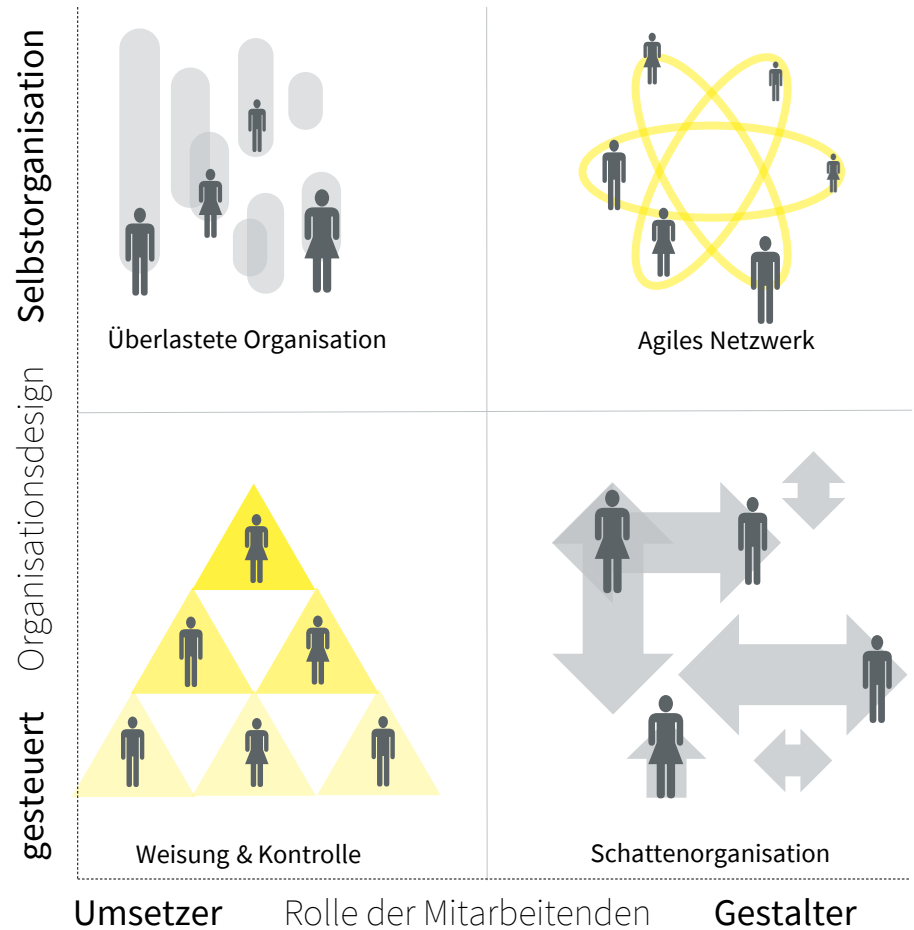 Selbstorganisation
Überlastete Organisation
Agiles Netzwerk
Organisationsdesign
gesteuert
Weisung & Kontrolle
Schattenorganisation
Umsetzer
Rolle der Mitarbeitenden
Gestalter